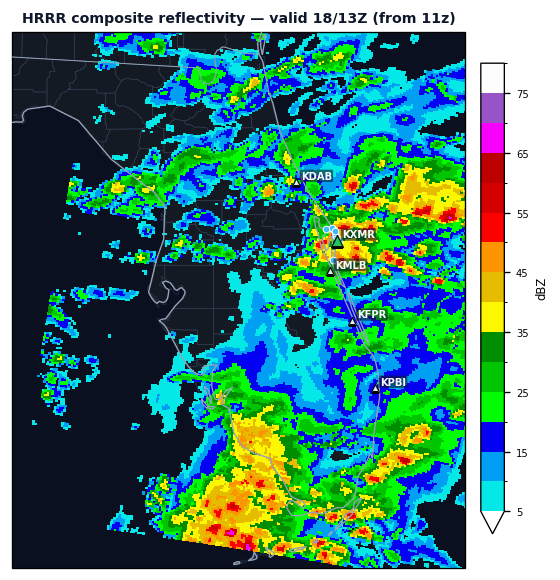 HRRR composite reflectivity — valid 18/13Z (from 11z)
KDAB
KXMR
KMLB
KFPR
KPBI
75
65
55
45
35
25
15
5
dBZ